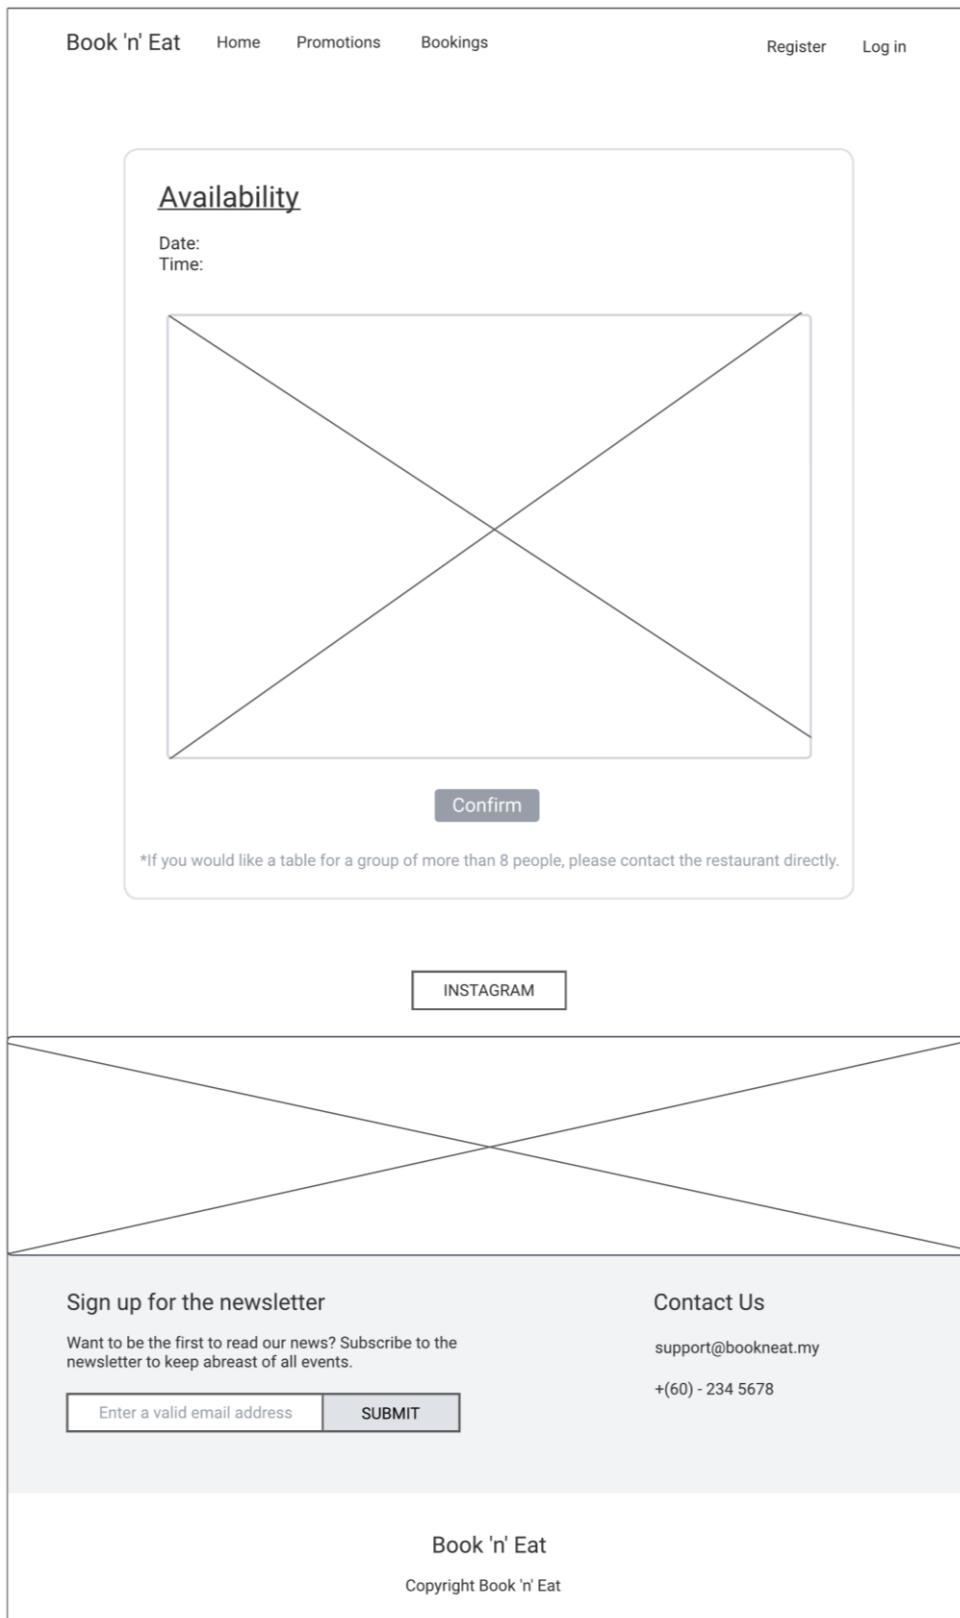 Book 'n' Eat Home Promotions Bookings Register Log in
Availability
Date:
Time:
Confirm
*If you would like a table for a group of more than 8 people, please contact the restaurant directly.
INSTAGRAM
Sign up for the newsletter
Want to be the first to read our news? Subscribe to the
newsletter to keep abreast of all events.
Enter a valid email address SUBMIT
Contact Us
support@bookneat.my
+(60) - 234 5678
Book 'n' Eat
Copyright Book 'n' Eat